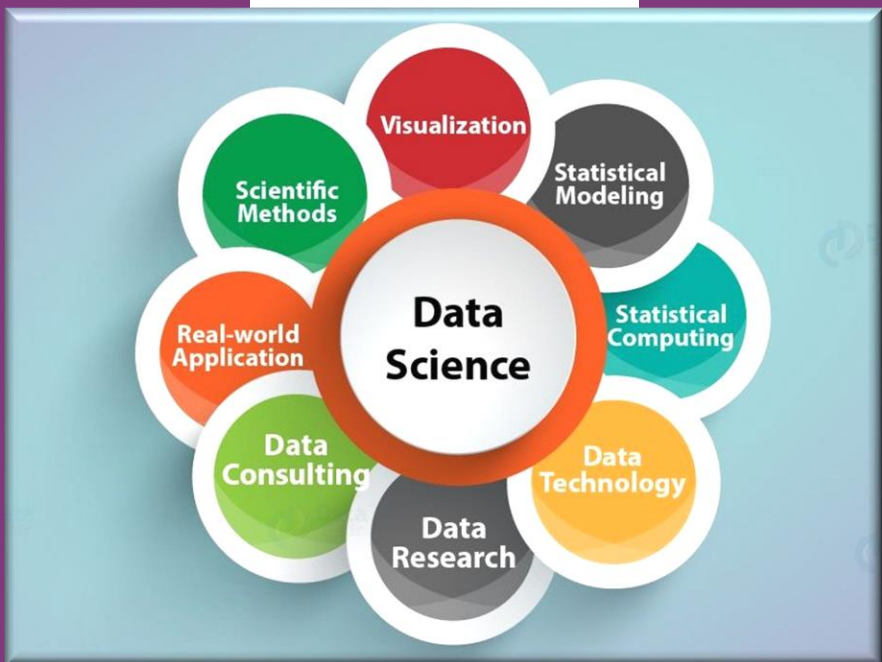 Visualization
Statistical
Modeling
Statistical
Computing
Data
Technology
Data
Research
Data
Consulting
Real-world
Application
Scientific
Methods
Data
Science